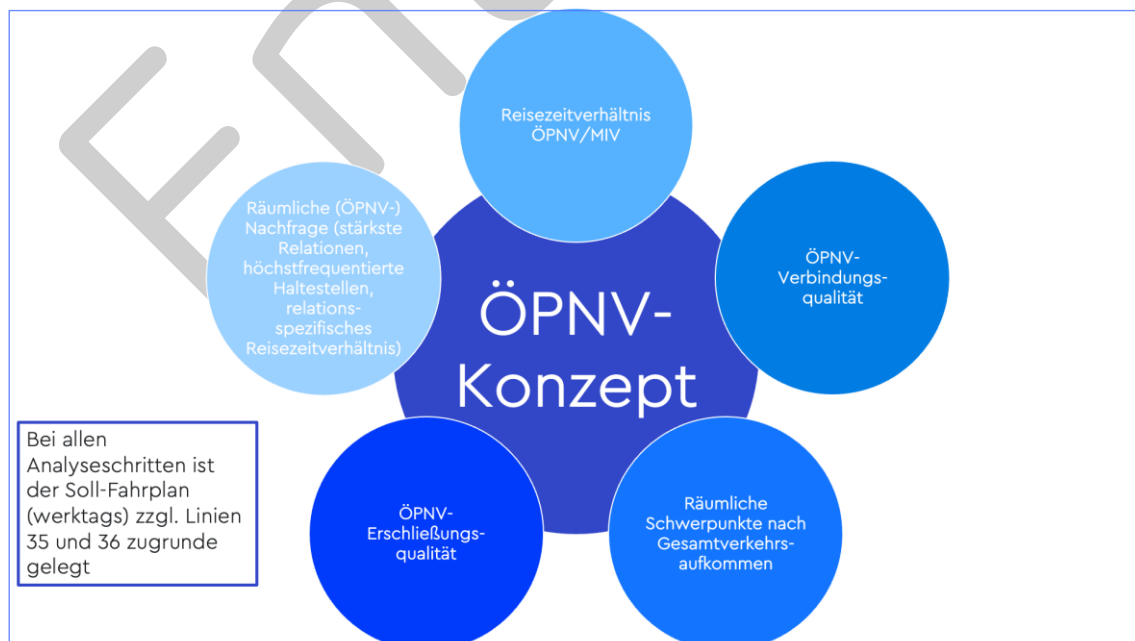 Reisezeitverhältnis
ÖPNV/MIV
ÖPNV-
Verbindungs-
qualität
Räumliche
Schwerpunkte nach
Gesamtverkehrs-
aufkommen
ÖPNV-
Erschließungs-
qualität
Räumliche (ÖPNV-)
Nachfrage (stärkste
Relationen,
höchstfrequentierte
Haltestellen,
relations-
spezifisches
Reisezeitverhältnis)
ÖPNV-
Konzept
Bei allen
Analyseschritten ist
der Soll-Fahrplan
(werktags) zzgl. Linien
35 und 36 zugrunde
gelegt